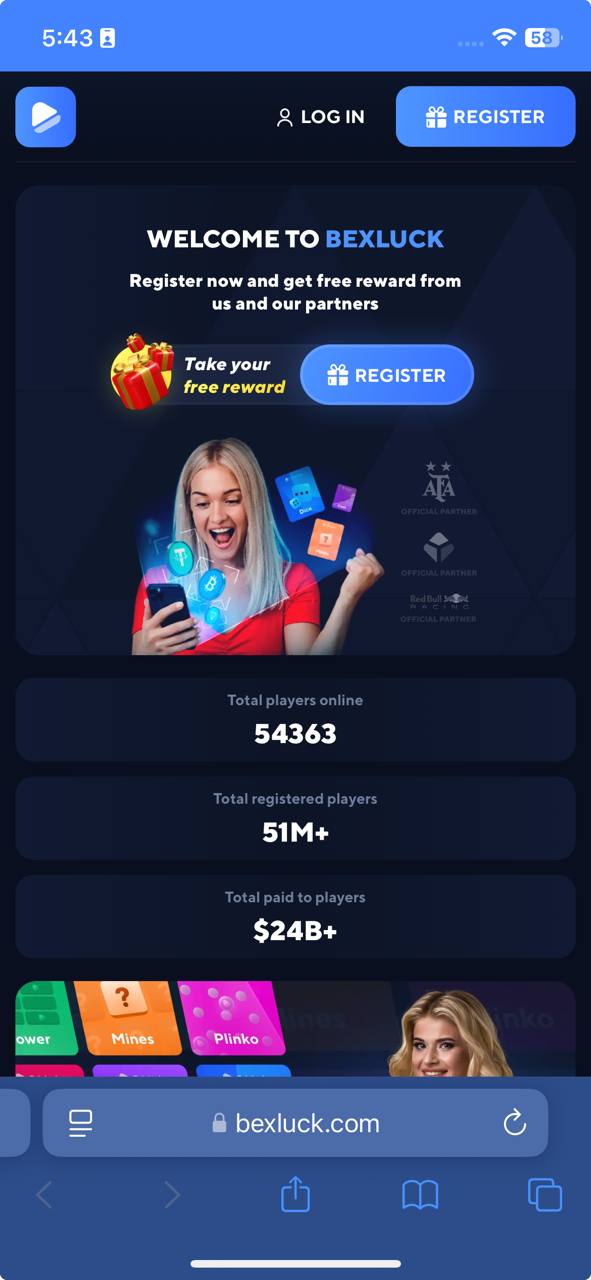 5:43
58
LOG IN
REGISTER
WELCOME TO BEXLUCK
Register now and get free reward from
us and our partners
Take your
free reward
REGISTER
Dice
Mines
AFA
OFFICIAL PARTNER
OFFICIAL PARTNER
Red Bull
RACING
OFFICIAL PARTNER
Total players online
54363
Total registered players
51M+
Total paid to players
$24B+
ower
?
Mines
Plinko
bexluck.com